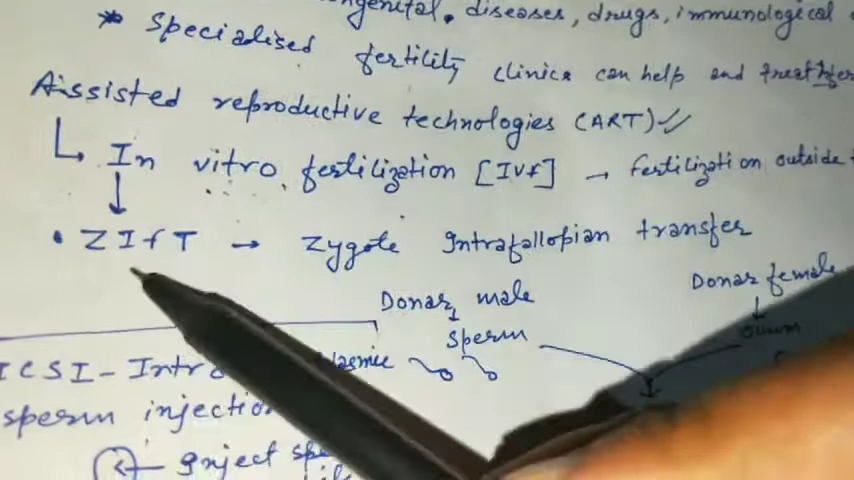 diseases, drugs, immunological
* Specialised fertility clinics can help and treat
Assisted reproductive technologies (ART) ✓
In vitro fertilization [IVF] → fertilization outside
• ZIFT → Zygote Intrafallopian transfer
Donar male
Donar female
sperm
ICSI - Intra
sperm injection
Inject